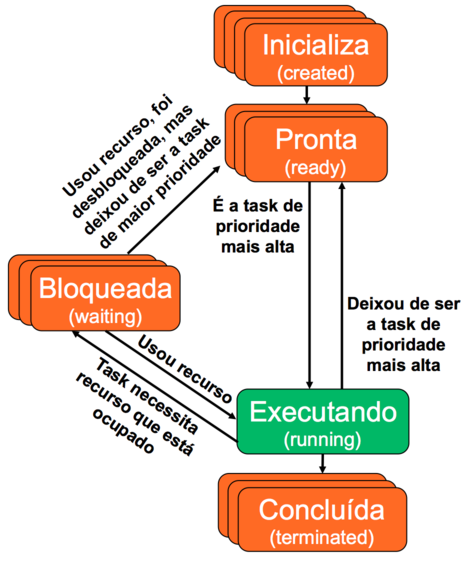 Inicializa
(created)
Usou recurso, foi
desbloqueada, mas
deixou de ser a task
de maior prioridade
Pronta
(ready)
É a task de
prioridade
mais alta
Bloqueada
(waiting)
Deixou de ser
a task de
prioridade
mais alta
Usou recurso
Task necessita
recurso que está
ocupado
Executando
(running)
Concluída
(terminated)